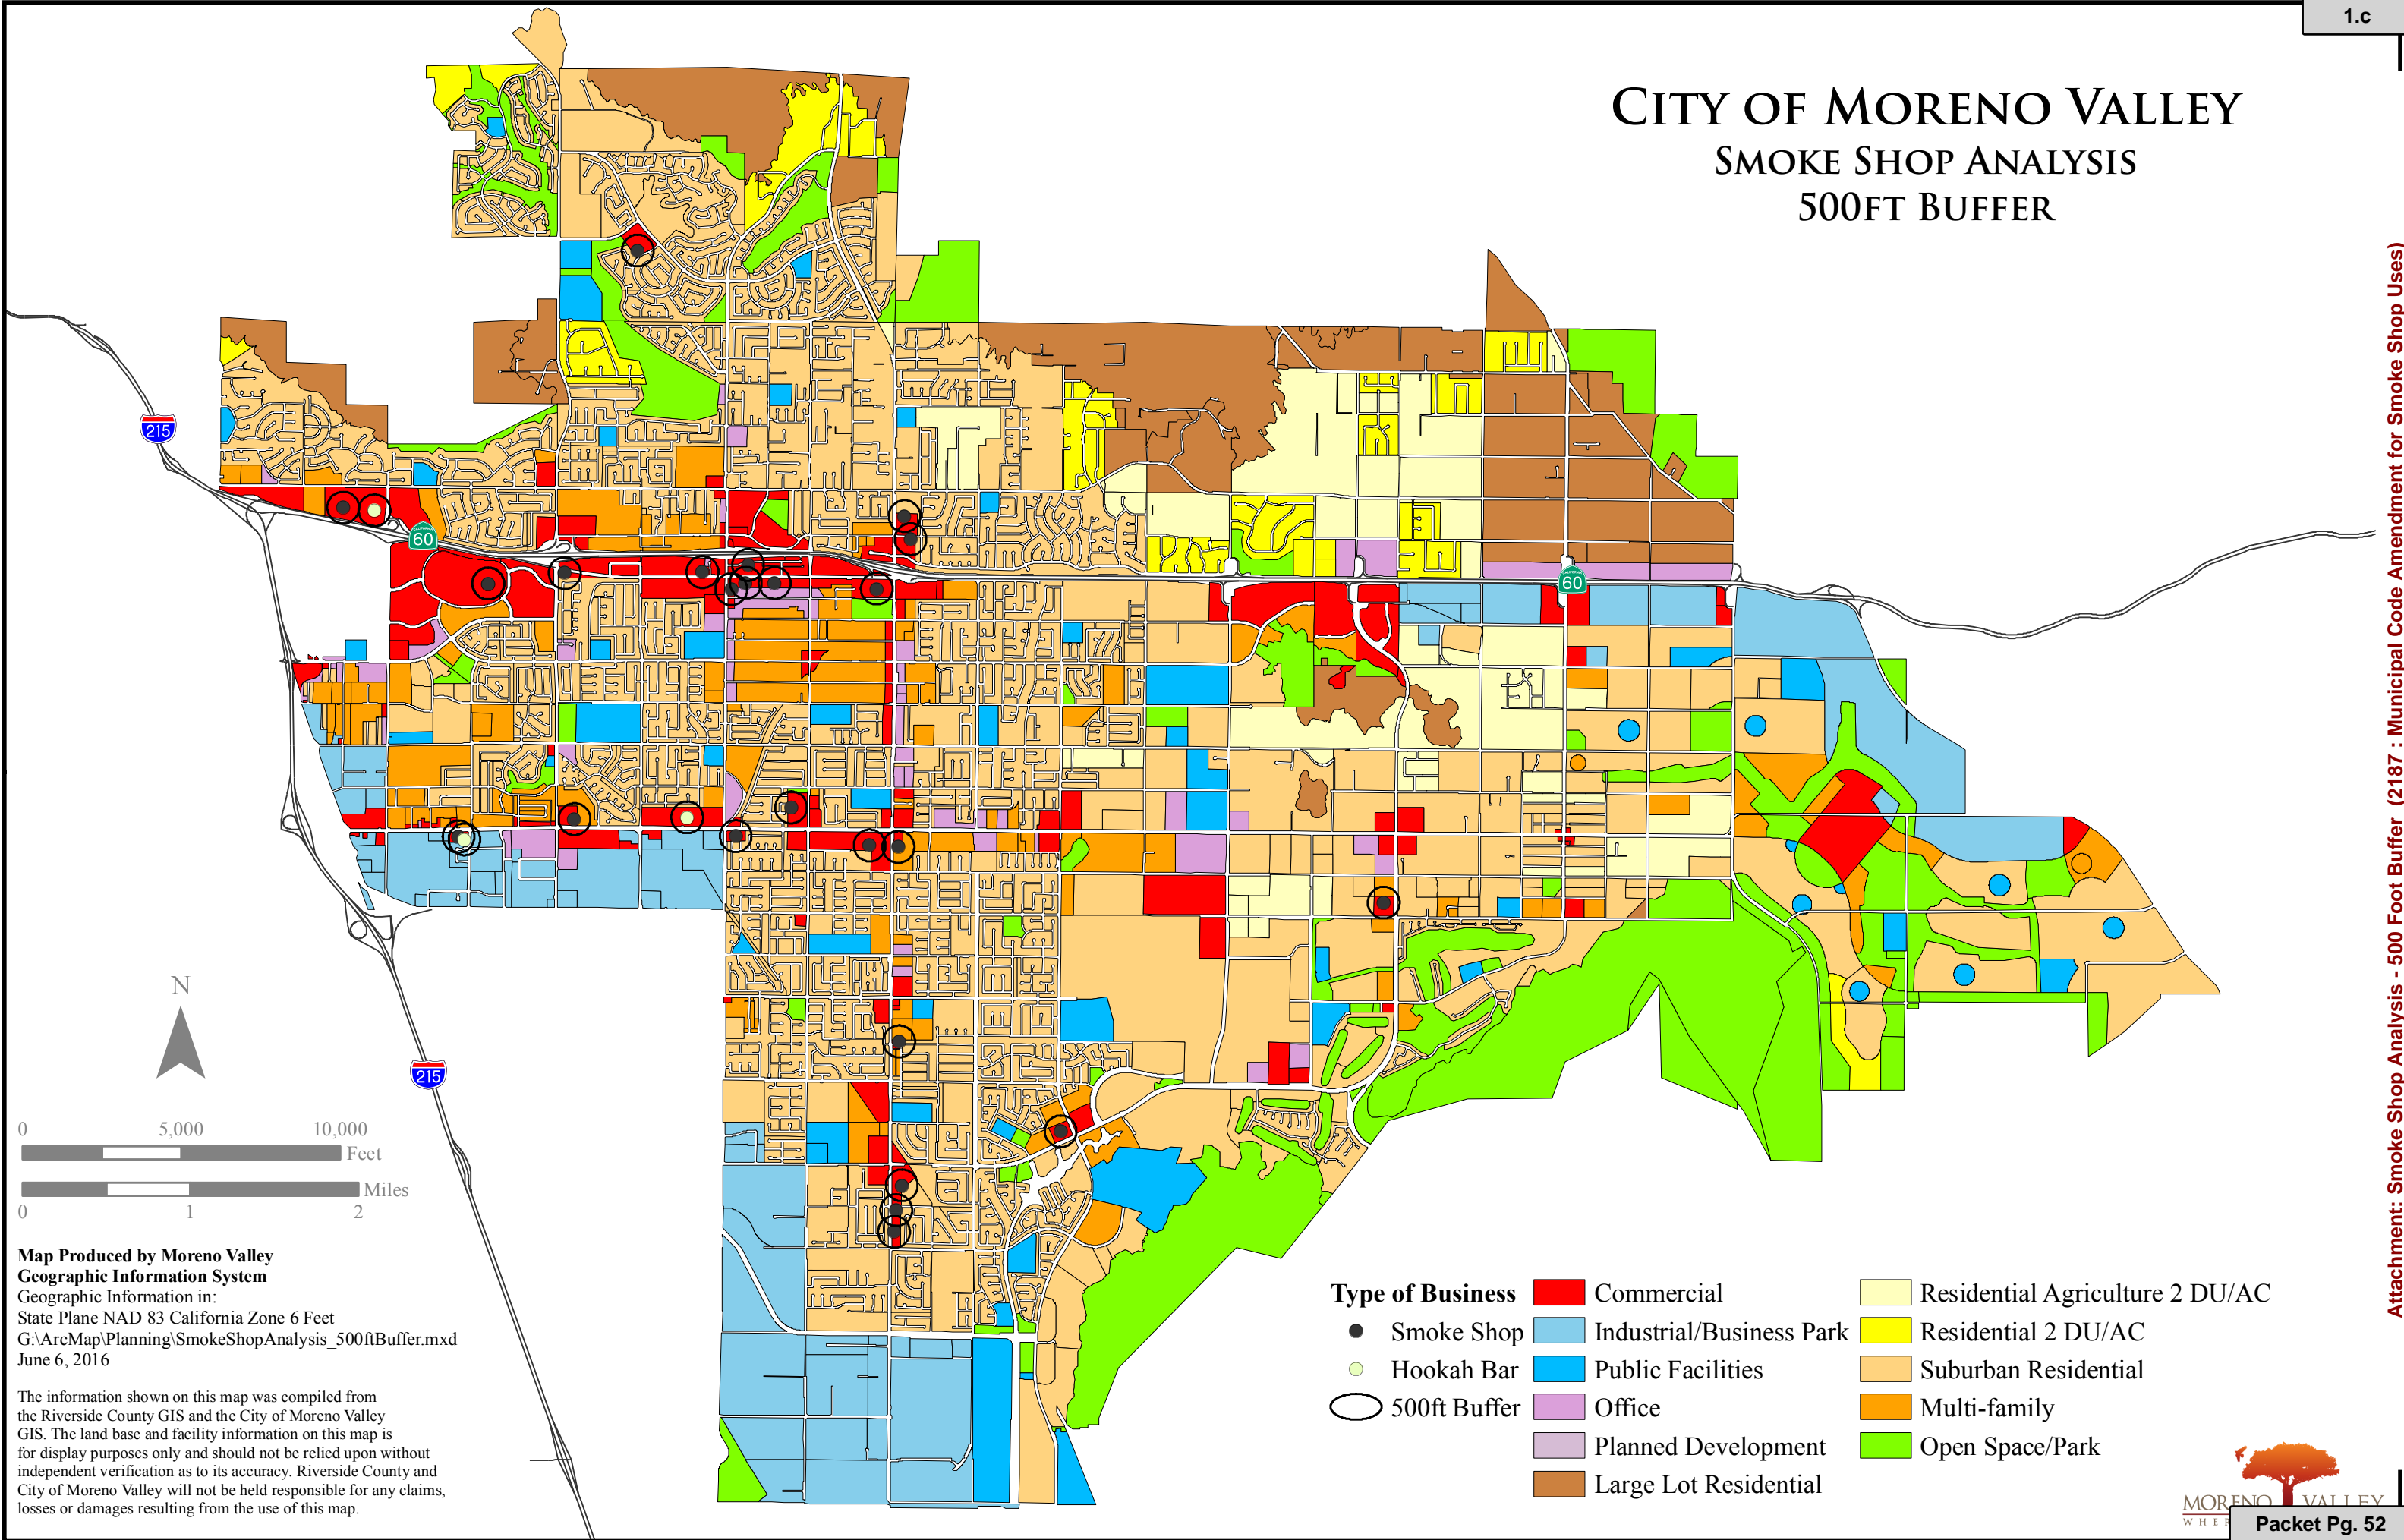 1.c
CITY OF MORENO VALLEY
SMOKE SHOP ANALYSIS
500FT BUFFER
215
60
60
215
N
0 5,000 10,000
Feet
Miles
0 1 2
Map Produced by Moreno Valley
Geographic Information System
Geographic Information in:
State Plane NAD 83 California Zone 6 Feet
G:\ArcMap\Planning\SmokeShopAnalysis_500ftBuffer.mxd
June 6, 2016
The information shown on this map was compiled from
the Riverside County GIS and the City of Moreno Valley
GIS. The land base and facility information on this map is
for display purposes only and should not be relied upon without
independent verification as to its accuracy. Riverside County and
City of Moreno Valley will not be held responsible for any claims,
losses or damages resulting from the use of this map.
Type of Business
Smoke Shop
Hookah Bar
500ft Buffer
Commercial
Industrial/Business Park
Public Facilities
Office
Planned Development
Large Lot Residential
Residential Agriculture 2 DU/AC
Residential 2 DU/AC
Suburban Residential
Multi-family
Open Space/Park
MORENO VALLEY
Packet Pg. 52
Attachment: Smoke Shop Analysis - 500 Foot Buffer (2187 : Municipal Code Amendment for Smoke Shop Uses)